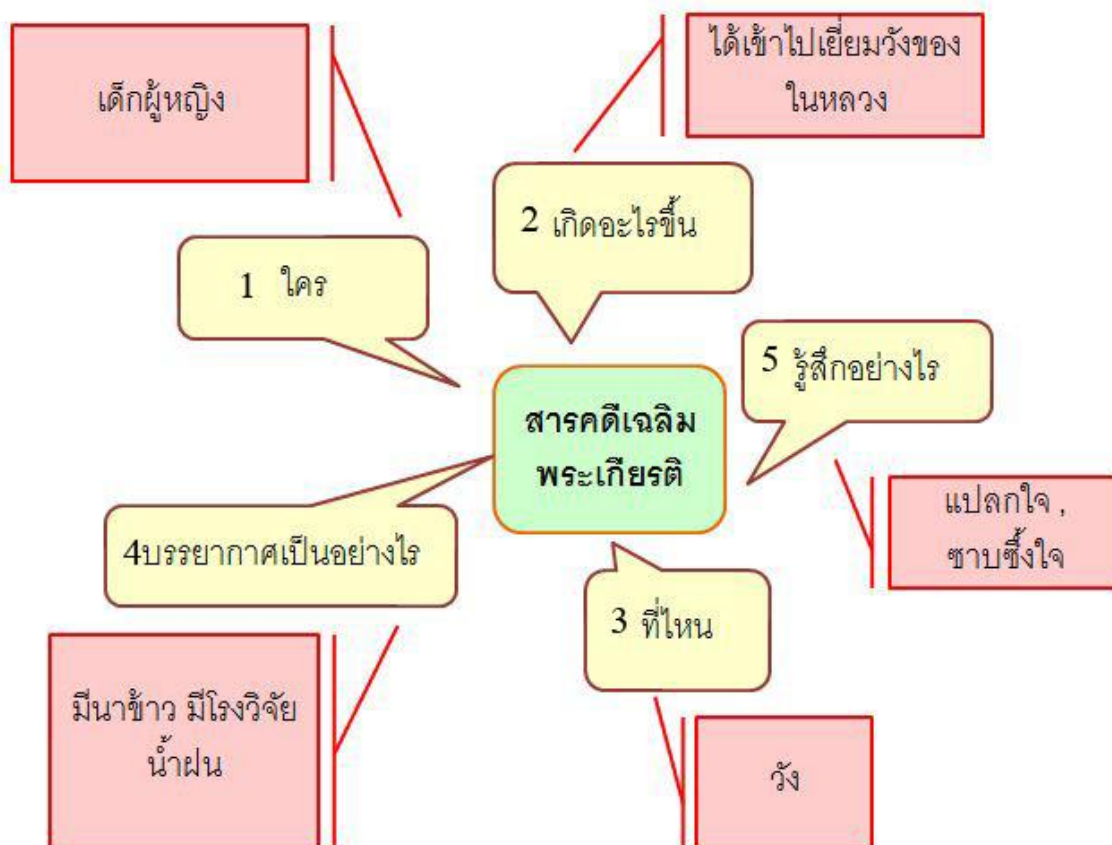 เด็กผู้หญิง
ได้เข้าไปเยี่ยมวังของ
ในหลวง
1 ใคร
2 เกิดอะไรขึ้น
สารคดีเฉลิม
พระเกียรติ
5 รู้สึกอย่างไร
แปลกใจ ,
ซาบซึ้งใจ
4บรรยากาศเป็นอย่างไร
3 ที่ไหน
มีนาข้าว มีโรงวิจัย
น้ำฝน
วัง